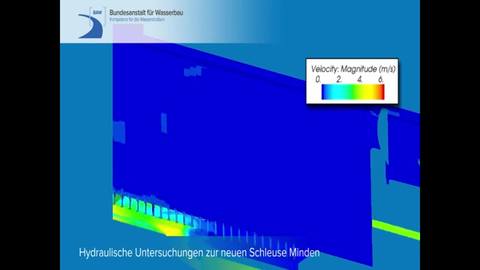 BAW
Bundesanstalt für Wasserbau
Kompetenz für die Wasserstraßen
Velocity: Magnitude (m/s)
0. 2. 4. 6.
Hydraulische Untersuchungen zur neuen Schleuse Minden